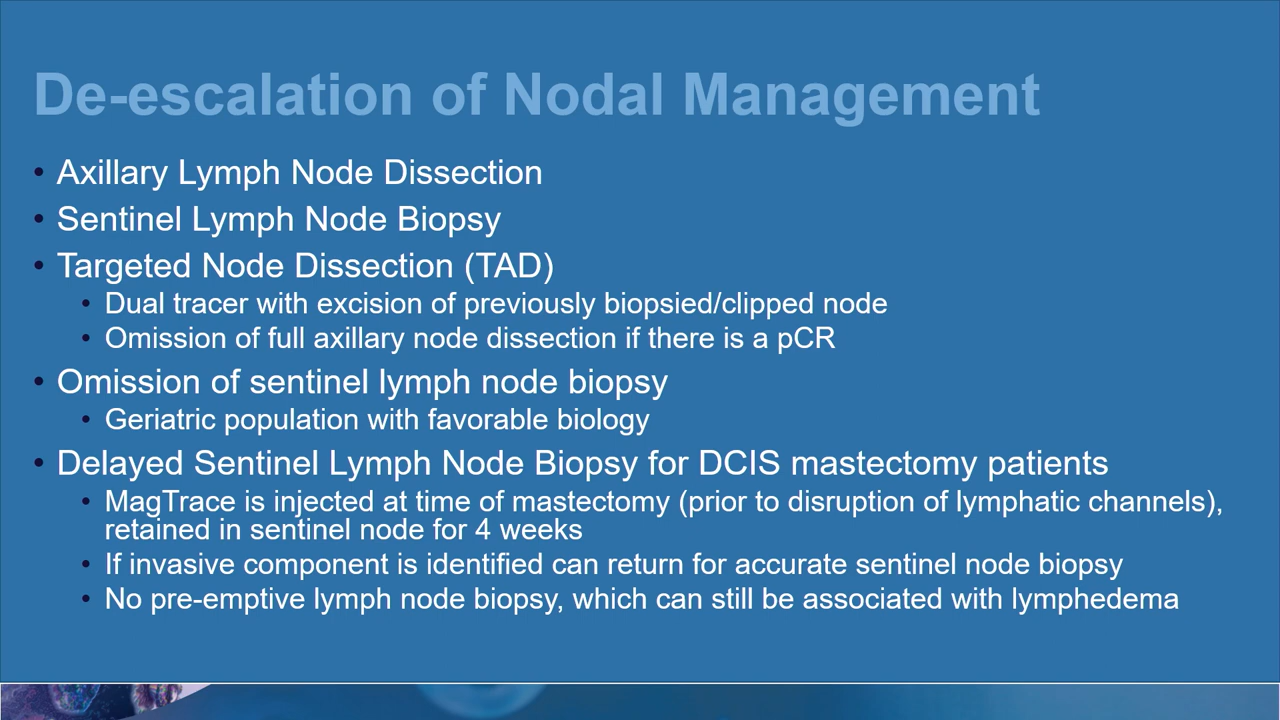 De-escalation of Nodal Management
• Axillary Lymph Node Dissection
• Sentinel Lymph Node Biopsy
• Targeted Node Dissection (TAD)
• Dual tracer with excision of previously biopsied/clipped node
• Omission of full axillary node dissection if there is a pCR
• Omission of sentinel lymph node biopsy
• Geriatric population with favorable biology
• Delayed Sentinel Lymph Node Biopsy for DCIS mastectomy patients
• MagTrace is injected at time of mastectomy (prior to disruption of lymphatic channels),
retained in sentinel node for 4 weeks
• If invasive component is identified can return for accurate sentinel node biopsy
• No pre-emptive lymph node biopsy, which can still be associated with lymphedema